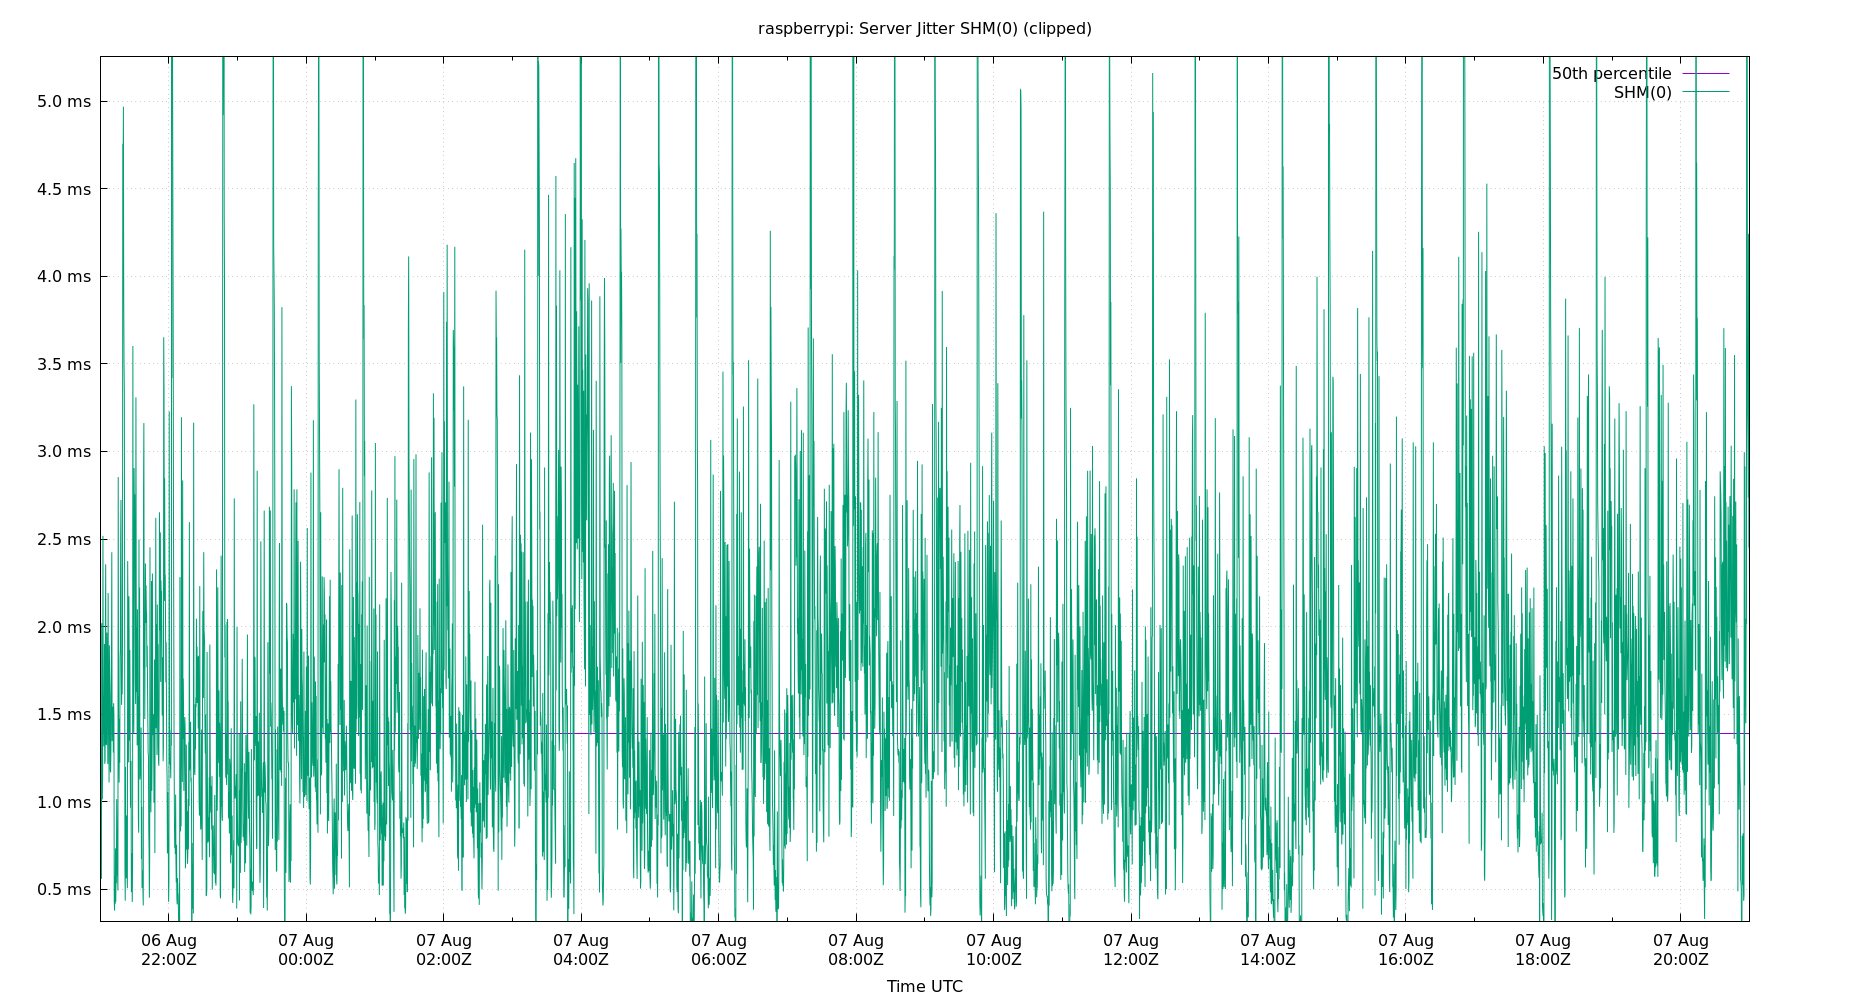 raspberrypi: Server Jitter SHM(0) (clipped)
50th percentile
SHM(0)
5.0 ms
4.5 ms
4.0 ms
3.5 ms
3.0 ms
2.5 ms
2.0 ms
1.5 ms
1.0 ms
0.5 ms
06 Aug 07 Aug 07 Aug 07 Aug 07 Aug 07 Aug 07 Aug 07 Aug 07 Aug 07 Aug 07 Aug 07 Aug
22:00Z 00:00Z 02:00Z 04:00Z 06:00Z 08:00Z 10:00Z 12:00Z 14:00Z 16:00Z 18:00Z 20:00Z
Time UTC